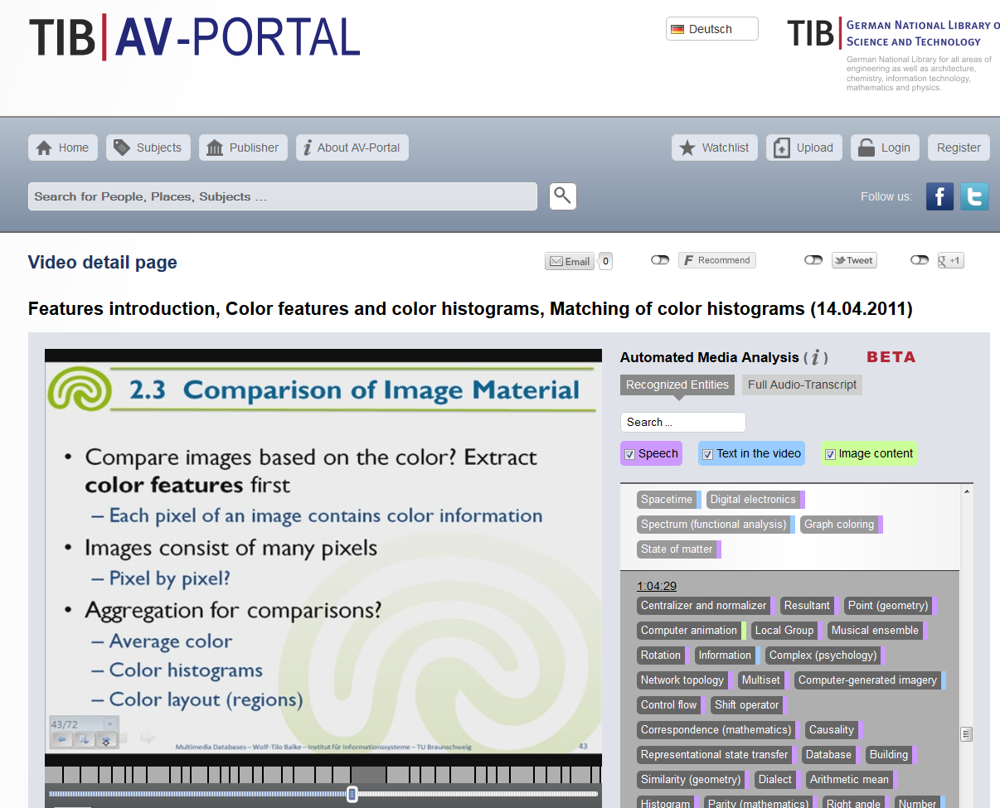 TIB|AV-PORTAL
Deutsch
TIB
GERMAN NATIONAL LIBRARY O
SCIENCE AND TECHNOLOGY
German National Library for all areas of
engineering as well as architecture,
chemistry, information technology,
mathematics and physics.
Home Subjects Publisher About AV-Portal Watchlist Upload Login Register
Search for People, Places, Subjects ...
Follow us:
Video detail page
Email 0 Recommend Tweet +1
Features introduction, Color features and color histograms, Matching of color histograms (14.04.2011)
2.3 Comparison of Image Material
• Compare images based on the color? Extract
color features first
– Each pixel of an image contains color information
• Images consist of many pixels
– Pixel by pixel?
• Aggregation for comparisons?
– Average color
– Color histograms
– Color layout (regions)
43/72
Multimedia Databases – Wolf-Tilo Balke – Institut für Informationssysteme – TU Braunschweig 43
Automated Media Analysis (i) BETA
Recognized Entities Full Audio-Transcript
Search ...
Speech Text in the video Image content
Spacetime Digital electronics
Spectrum (functional analysis) Graph coloring
State of matter
1:04:29
Centralizer and normalizer Resultant Point (geometry)
Computer animation Local Group Musical ensemble
Rotation Information Complex (psychology)
Network topology Multiset Computer-generated imagery
Control flow Shift operator
Correspondence (mathematics) Causality
Representational state transfer Database Building
Similarity (geometry) Dialect Arithmetic mean
Histogram Parity (mathematics) Right angle Number